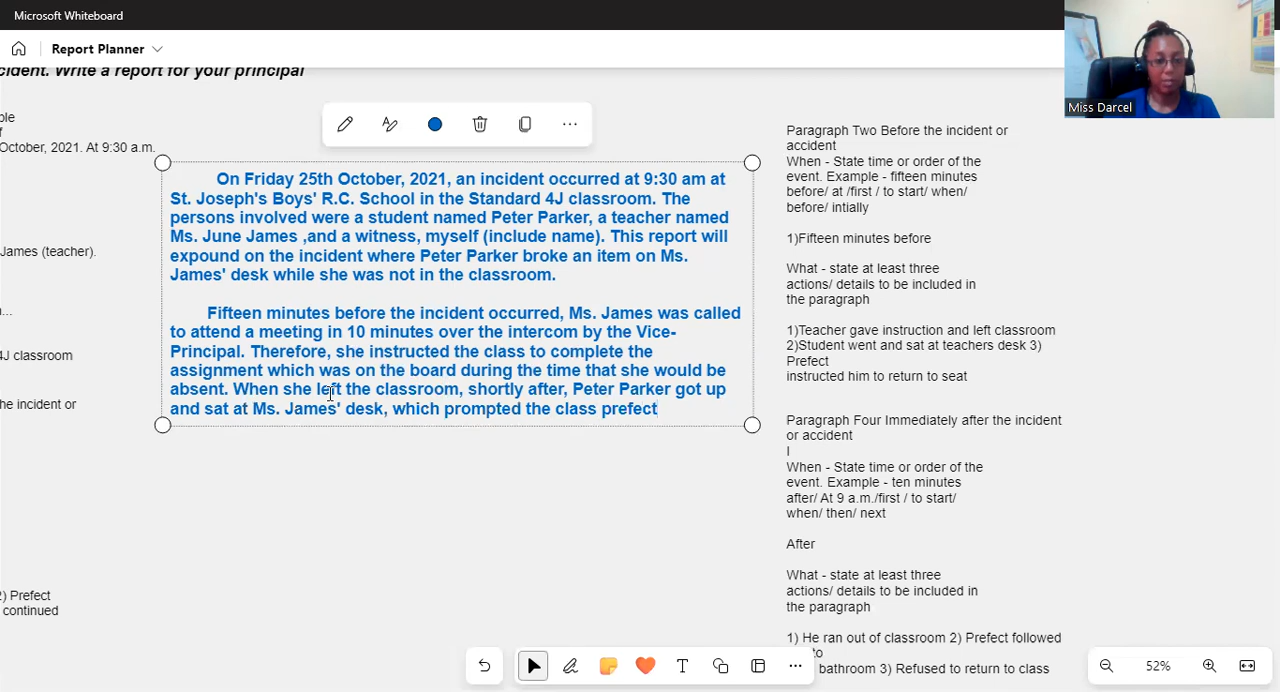 Microsoft Whiteboard
Report Planner
cident. Write a report for your principal
Miss Darcel
ple
f
October, 2021. At 9:30 a.m.
James (teacher).
...
4J classroom
he incident or
2) Prefect
continued
On Friday 25th October, 2021, an incident occurred at 9:30 am at
St. Joseph's Boys' R.C. School in the Standard 4J classroom. The
persons involved were a student named Peter Parker, a teacher named
Ms. June James ,and a witness, myself (include name). This report will
expound on the incident where Peter Parker broke an item on Ms.
James' desk while she was not in the classroom.
Fifteen minutes before the incident occurred, Ms. James was called
to attend a meeting in 10 minutes over the intercom by the Vice-
Principal. Therefore, she instructed the class to complete the
assignment which was on the board during the time that she would be
absent. When she left the classroom, shortly after, Peter Parker got up
and sat at Ms. James' desk, which prompted the class prefect
Paragraph Two Before the incident or
accident
When - State time or order of the
event. Example - fifteen minutes
before/ at /first / to start/ when/
before/ intially
1)Fifteen minutes before
What - state at least three
actions/ details to be included in
the paragraph
1)Teacher gave instruction and left classroom
2)Student went and sat at teachers desk 3)
Prefect
instructed him to return to seat
Paragraph Four Immediately after the incident
or accident
I
When - State time or order of the
event. Example - ten minutes
after/ At 9 a.m./first / to start/
when/ then/ next
After
What - state at least three
actions/ details to be included in
the paragraph
1) He ran out of classroom 2) Prefect followed
to
bathroom 3) Refused to return to class
52%